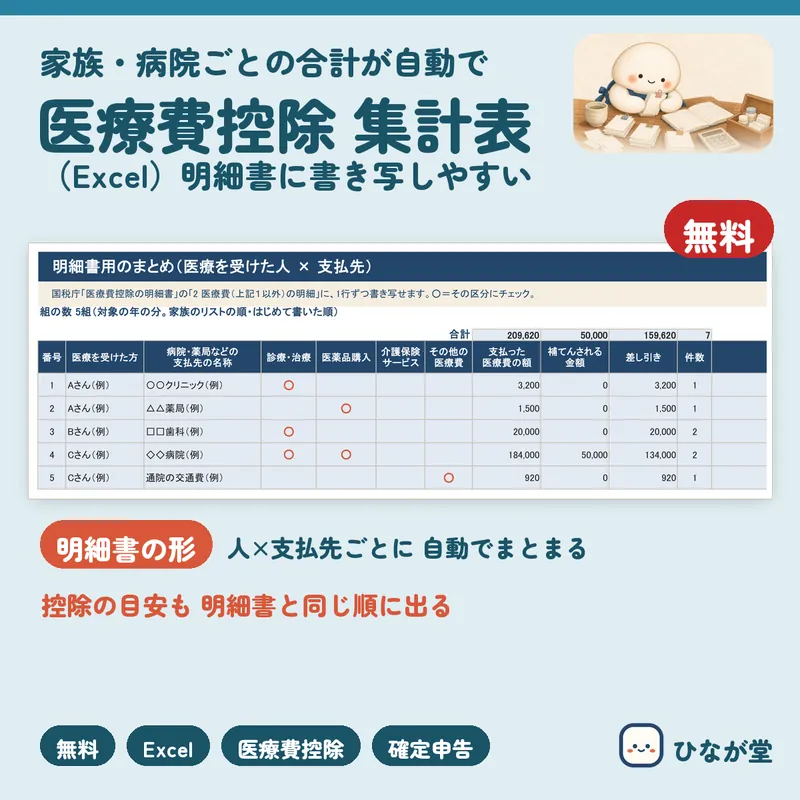 家族・病院ごとの合計が自動で
医療費控除 集計表
（Excel）明細書に書き写しやすい
無料
明細書用のまとめ（医療を受けた人 × 支払先）
国税庁「医療費控除の明細書」の「2 医療費（上記1以外）の明細」に、1行ずつ書き写せます。〇＝その区分にチェック。
組の数 5組（対象の年の分。家族のリストの順・はじめて書いた順）
合計 209,620 50,000 159,620 7
番号 医療を受けた方 病院・薬局などの支払先の名称 診療・治療 医薬品購入 介護保険サービス その他の医療費 支払った医療費の額 補てんされる金額 差し引き 件数
1 Aさん（例） 〇〇クリニック（例） 〇 3,200 0 3,200 1
2 Aさん（例） △△薬局（例） 〇 1,500 0 1,500 1
3 Bさん（例） □□歯科（例） 〇 20,000 0 20,000 2
4 Cさん（例） ◇◇病院（例） 〇 〇 184,000 50,000 134,000 2
5 Cさん（例） 通院の交通費（例） 〇 920 0 920 1
明細書の形 人×支払先ごとに 自動でまとまる
控除の目安も 明細書と同じ順に出る
無料 Excel 医療費控除 確定申告
ひなが堂